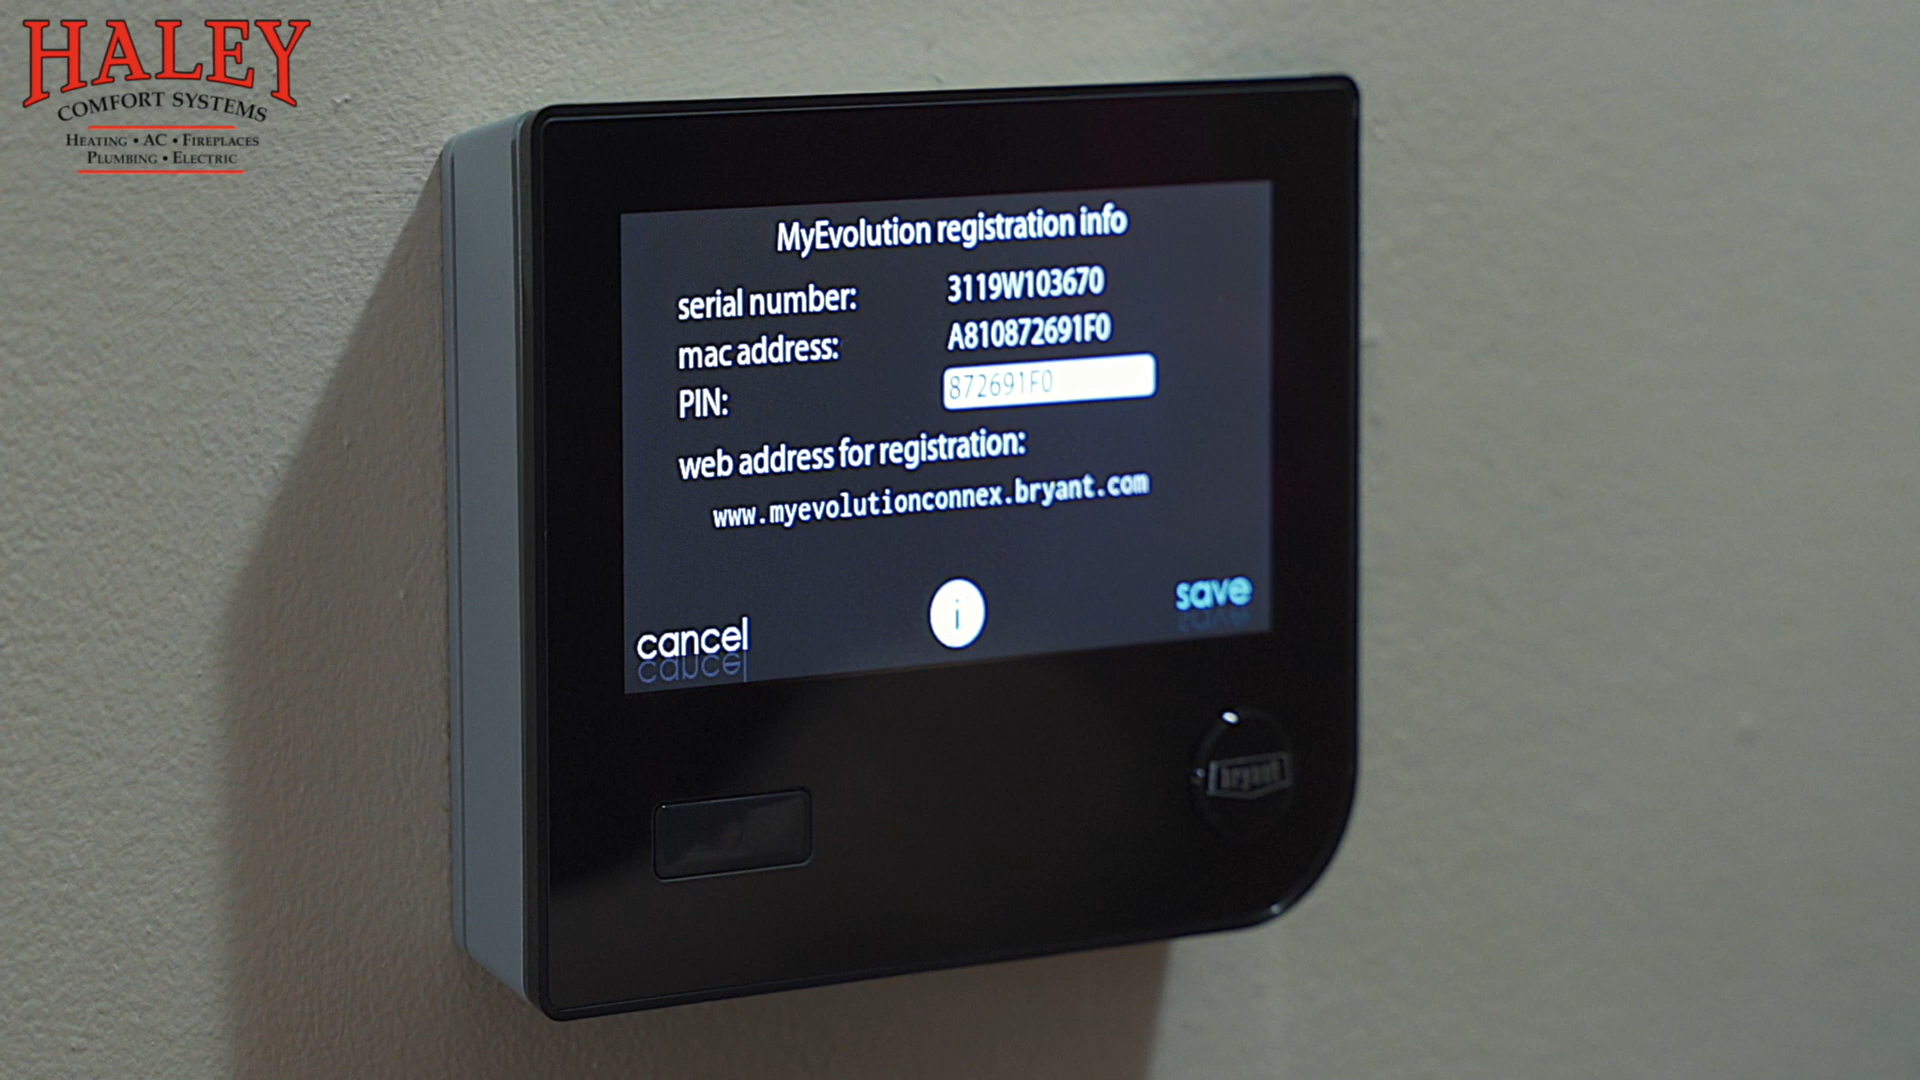 HALEY
COMFORT SYSTEMS
HEATING • AC • FIREPLACES
PLUMBING • ELECTRIC
MyEvolution registration info
serial number: 3119W103670
mac address: A810872691F0
PIN: 872691F0
web address for registration:
www.myevolutionconnex.bryant.com
i
cancel
save
bryant